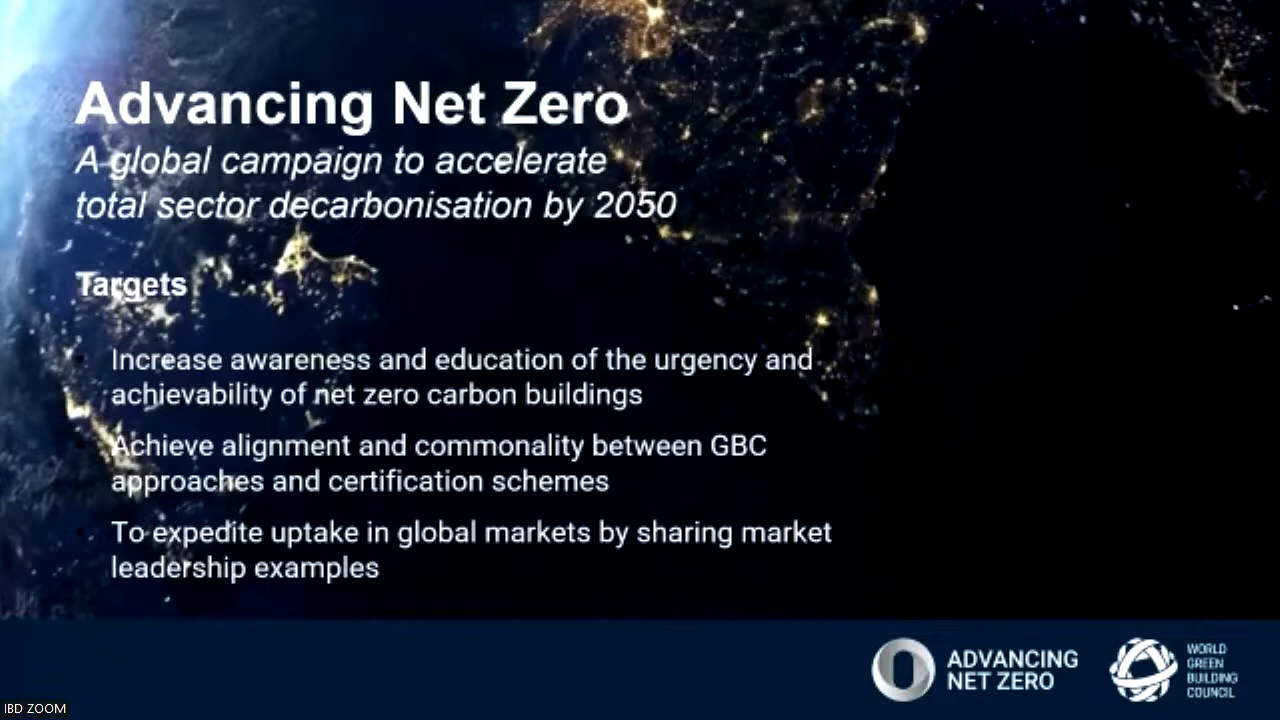 Advancing Net Zero
A global campaign to accelerate
total sector decarbonisation by 2050
Targets
Increase awareness and education of the urgency and
achievability of net zero carbon buildings
Achieve alignment and commonality between GBC
approaches and certification schemes
To expedite uptake in global markets by sharing market
leadership examples
ADVANCING
NET ZERO
WORLD
GREEN
BUILDING
COUNCIL
IBD ZOOM